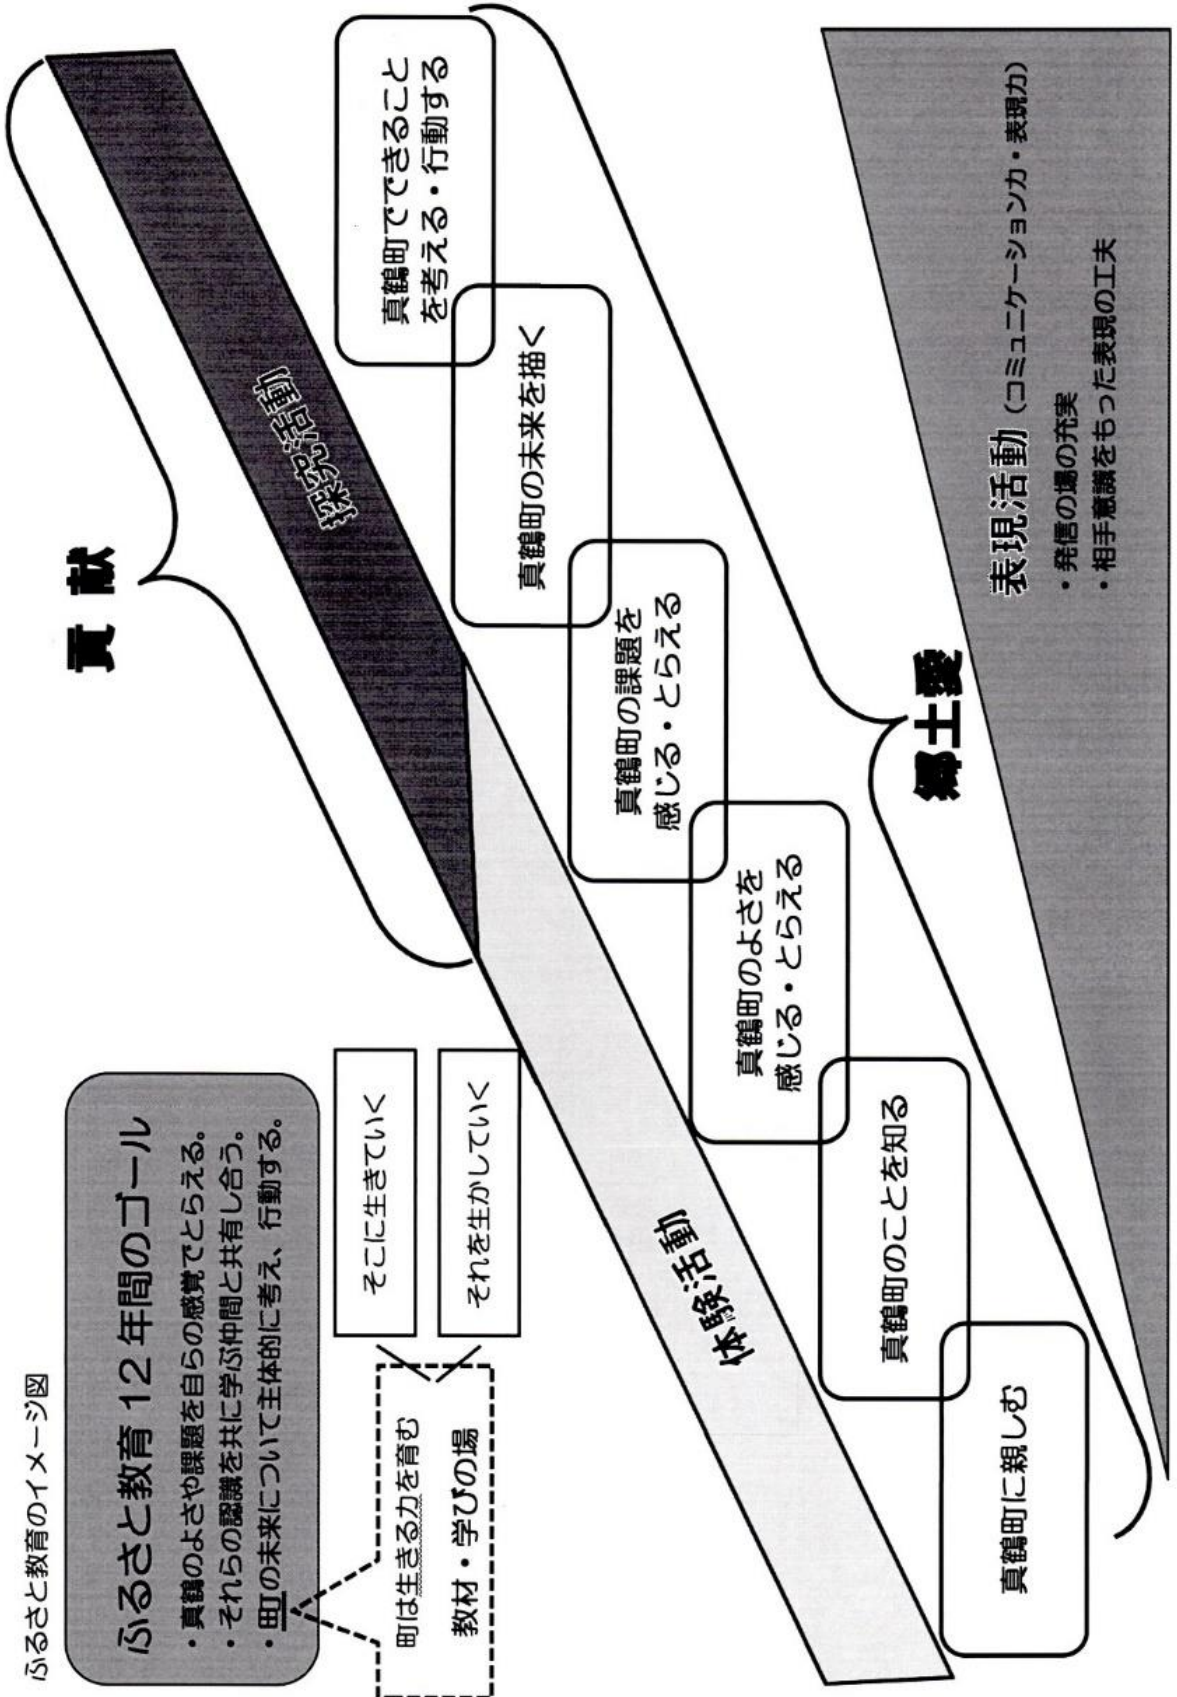 ふるさと教育のイメージ図
ふるさと教育 12 年間のゴール
・真鶴のよさや課題を自らの感覚でとらえる。
・それらの認識を共に学ぶ仲間と共有し合う。
・町の未来について主体的に考え、行動する。
町は生きる力を育む
教材・学びの場
そこに生きていく
それを生かしていく
貢 献
探究活動
体験活動
真鶴町に親しむ
真鶴町のことを知る
真鶴町のよさを
感じる・とらえる
真鶴町の課題を
感じる・とらえる
真鶴町の未来を描く
真鶴町でできること
を考える・行動する
郷土愛
表現活動（コミュニケーション力・表現力）
・発信の場の充実
・相手意識をもった表現の工夫